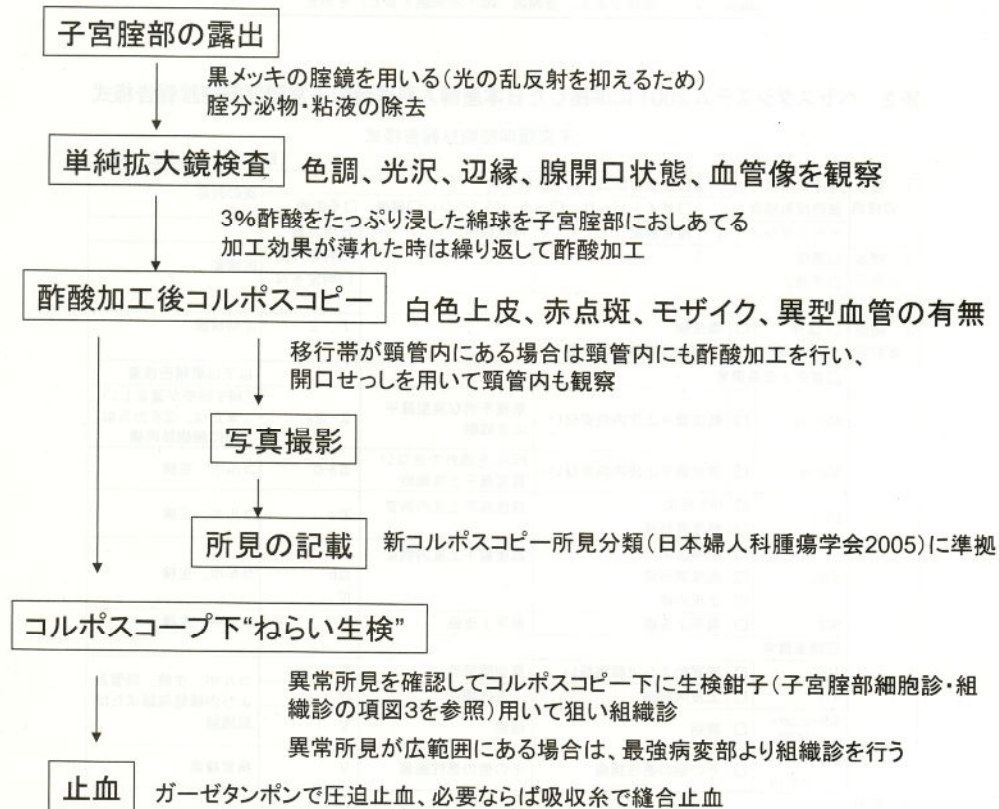 子宮腟部の露出
黒メッキの腟鏡を用いる(光の乱反射を抑えるため)
腟分泌物・粘液の除去
単純拡大鏡検査
色調、光沢、辺縁、腺開口状態、血管像を観察
3%酢酸をたっぷり浸した綿球を子宮腟部におしあてる
加工効果が薄れた時は繰り返して酢酸加工
酢酸加工後コルポスコピー
白色上皮、赤点斑、モザイク、異型血管の有無
移行帯が頸管内にある場合は頸管内にも酢酸加工を行い、
開口せっしを用いて頸管内も観察
写真撮影
所見の記載
新コルポスコピー所見分類(日本婦人科腫瘍学会2005)に準拠
コルポスコープ下“ねらい生検”
異常所見を確認してコルポスコピー下に生検鉗子(子宮腟部細胞診・組
織診の項図3を参照)用いて狙い組織診
異常所見が広範囲にある場合は、最強病変部より組織診を行う
止血
ガーゼタンポンで圧迫止血、必要ならば吸収糸で縫合止血